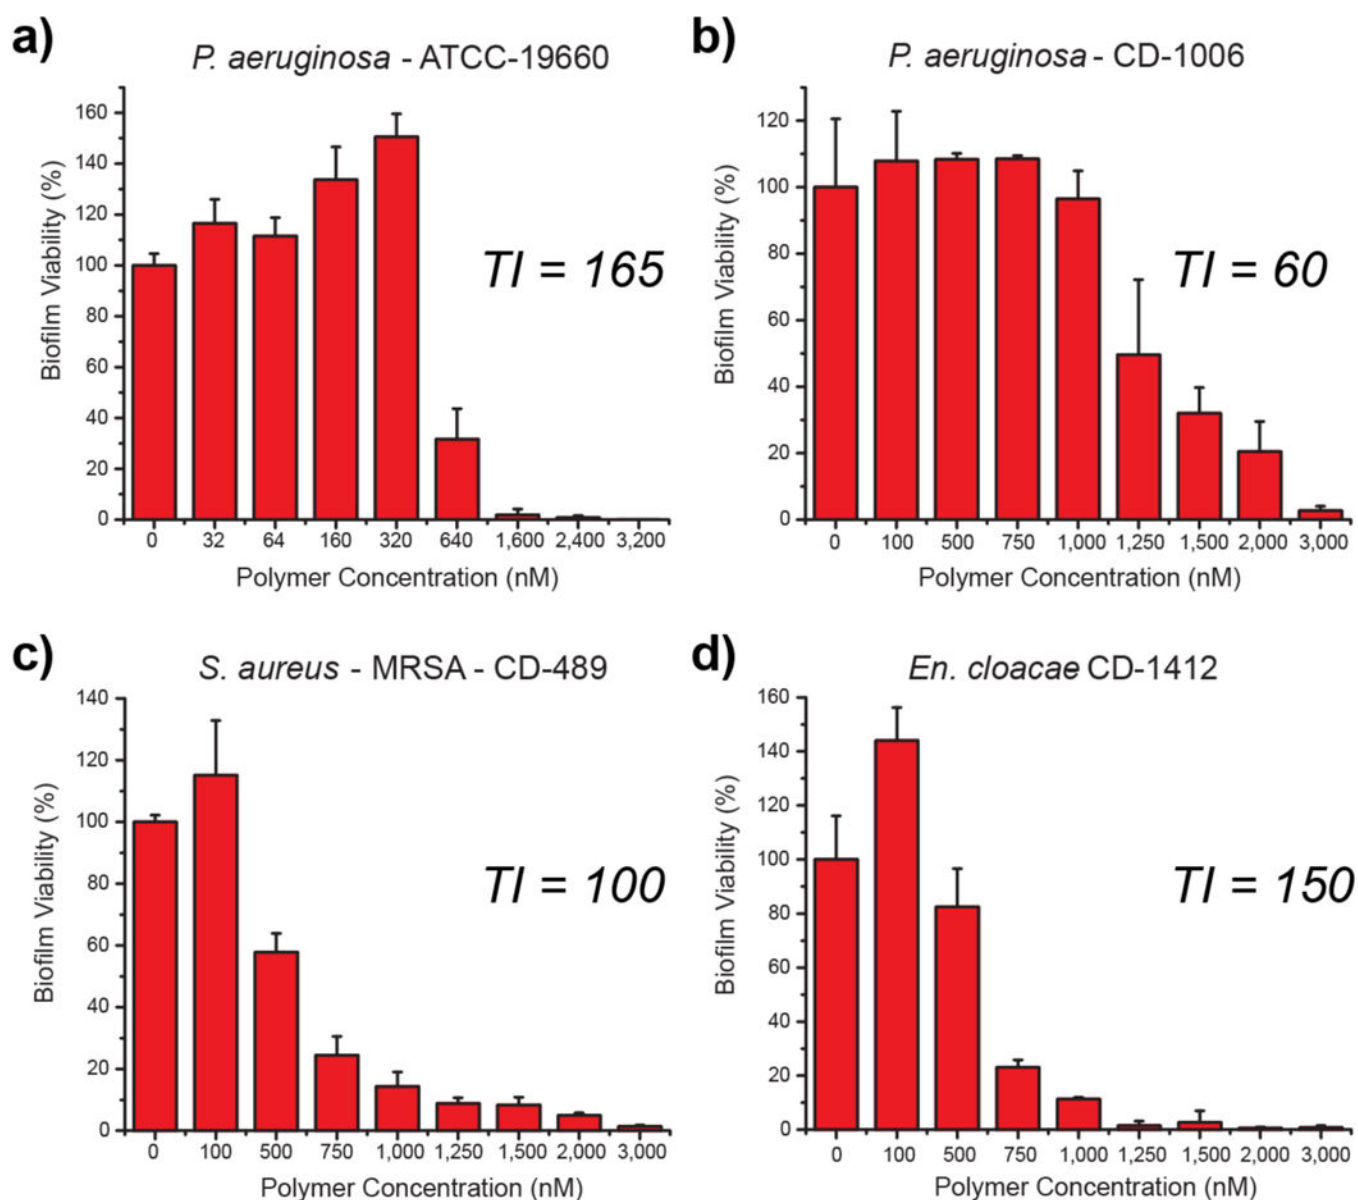 a)
P. aeruginosa - ATCC-19660
Biofilm Viability (%)
160
140
120
100
80
60
40
20
0
TI = 165
0 32 64 160 320 640 1,600 2,400 3,200
Polymer Concentration (nM)
b)
P. aeruginosa - CD-1006
Biofilm Viability (%)
120
100
80
60
40
20
0
TI = 60
0 100 500 750 1,000 1,250 1,500 2,000 3,000
Polymer Concentration (nM)
c)
S. aureus - MRSA - CD-489
Biofilm Viability (%)
140
120
100
80
60
40
20
0
TI = 100
0 100 500 750 1,000 1,250 1,500 2,000 3,000
Polymer Concentration (nM)
d)
En. cloacae CD-1412
Biofilm Viability (%)
160
140
120
100
80
60
40
20
0
TI = 150
0 100 500 750 1,000 1,250 1,500 2,000 3,000
Polymer Concentration (nM)